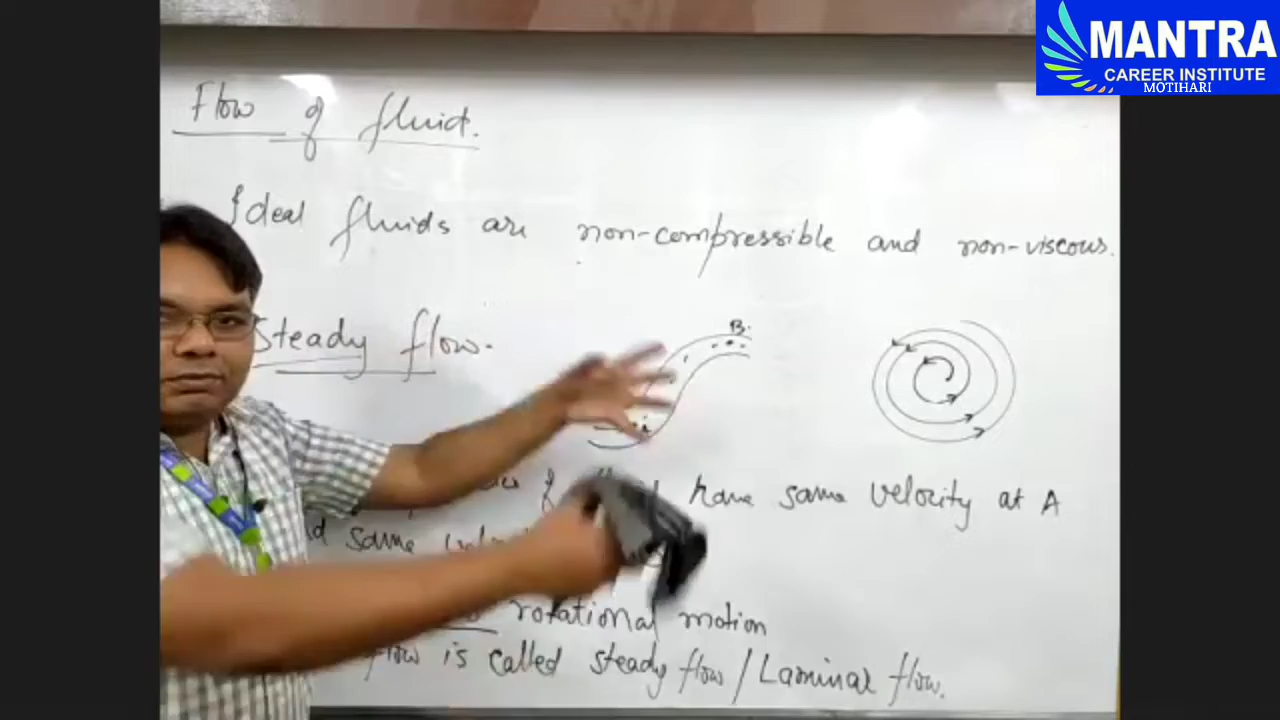 MANTRA
CAREER INSTITUTE
MOTIHARI
Flow of fluid.
Ideal fluids are non-compressible and non-viscous.
Steady flow.
B.
A
have same velocity at A
same
rotational motion
flow is called steady flow / Laminar flow.